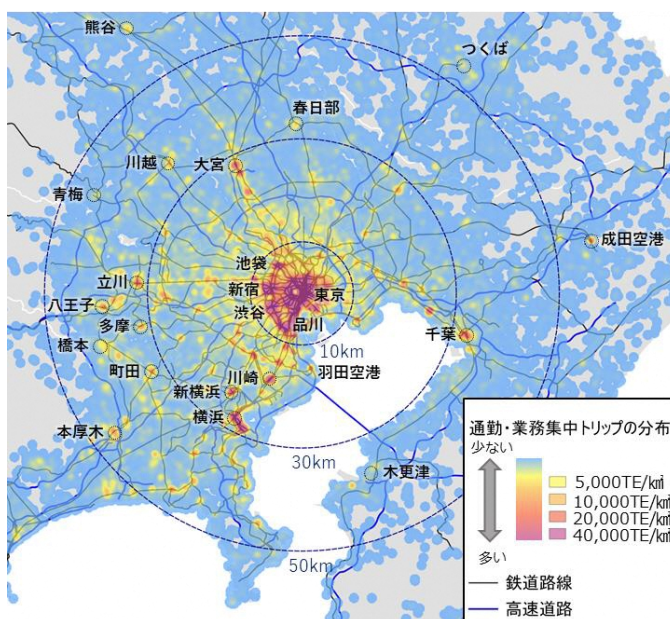 熊谷
つくば
春日部
川越
大宮
青梅
成田空港
池袋
立川
新宿
東京
八王子
渋谷
多摩
品川
千葉
橋本
10km
町田
川崎
羽田空港
新横浜
横浜
本厚木
30km
木更津
50km
通勤・業務集中トリップの分布
少ない
5,000TE/k㎡
10,000TE/k㎡
20,000TE/k㎡
40,000TE/k㎡
多い
鉄道路線
高速道路